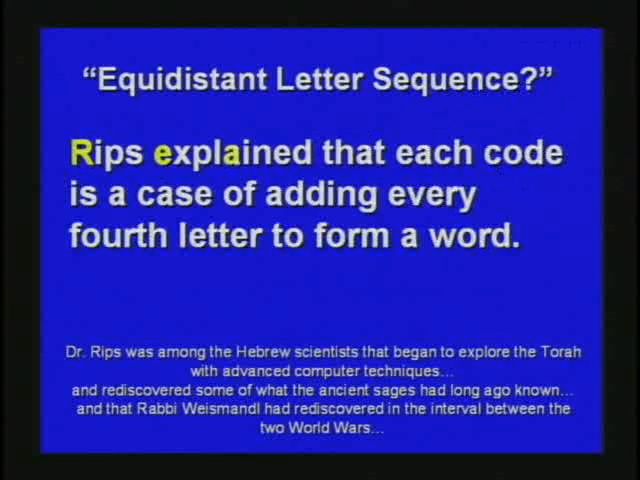 “Equidistant Letter Sequence?”
Rips explained that each code
is a case of adding every
fourth letter to form a word.
Dr. Rips was among the Hebrew scientists that began to explore the Torah
with advanced computer techniques…
and rediscovered some of what the ancient sages had long ago known…
and that Rabbi Weismandl had rediscovered in the interval between the
two World Wars…